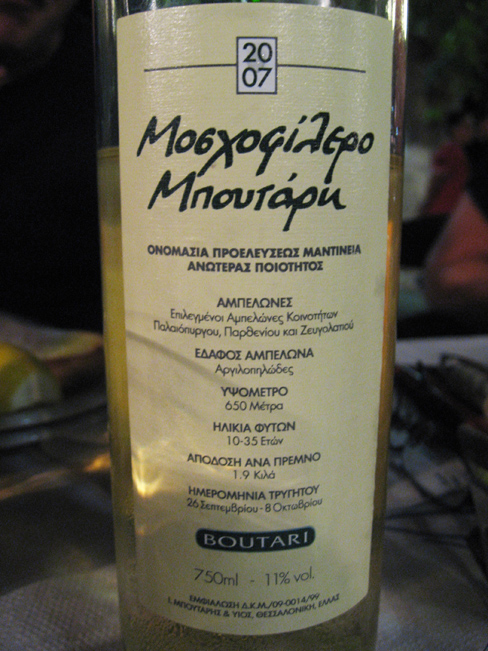 20
07
Μοσχοφίλερο
Μπουτάρη
ΟΝΟΜΑΣΙΑ ΠΡΟΕΛΕΥΣΕΩΣ ΜΑΝΤΙΝΕΙΑ
ΑΝΩΤΕΡΑΣ ΠΟΙΟΤΗΤΟΣ
ΑΜΠΕΛΩΝΕΣ
Επιλεγμένοι Αμπελώνες Κοινοτήτων
Παλαιόπυργου, Παρθενίου και Ζευγολατιού
ΕΔΑΦΟΣ ΑΜΠΕΛΩΝΑ
Αργιλοπηλώδες
ΥΨΟΜΕΤΡΟ
650 Μέτρα
ΗΛΙΚΙΑ ΦΥΤΩΝ
10-35 Ετών
ΑΠΟΔΟΣΗ ΑΝΑ ΠΡΕΜΝΟ
1.9 Κιλά
ΗΜΕΡΟΜΗΝΙΑ ΤΡΥΓΗΤΟΥ
26 Σεπτεμβρίου - 8 Οκτωβρίου
BOUTARI
750ml - 11% vol.
ΕΜΦΙΑΛΩΣΗ Δ.Κ.Μ./09-0014/99
Ι. ΜΠΟΥΤΑΡΗΣ & ΥΙΟΣ, ΘΕΣΣΑΛΟΝΙΚΗ, ΕΛΛΑΣ